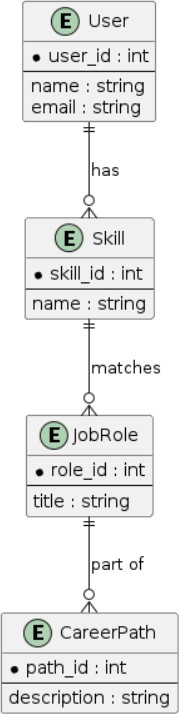 E User
user_id : int
name : string
email : string
has
E Skill
skill_id : int
name : string
matches
E JobRole
role_id : int
title : string
part of
E CareerPath
path_id : int
description : string